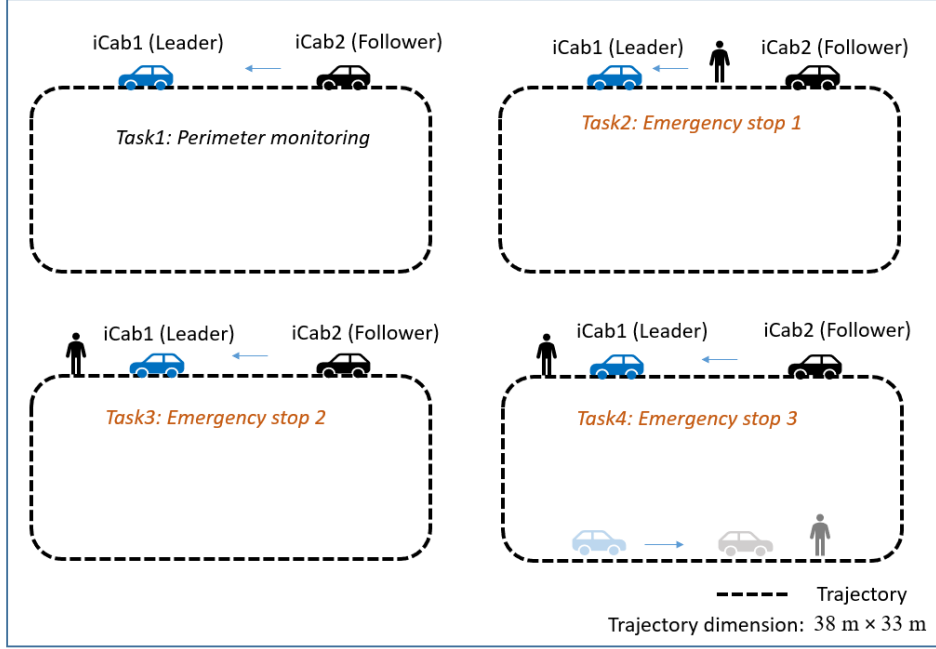 iCab1 (Leader) iCab2 (Follower)
Task1: Perimeter monitoring
iCab1 (Leader) iCab2 (Follower)
Task2: Emergency stop 1
iCab1 (Leader) iCab2 (Follower)
Task3: Emergency stop 2
iCab1 (Leader) iCab2 (Follower)
Task4: Emergency stop 3
Trajectory
Trajectory dimension: 38 m × 33 m